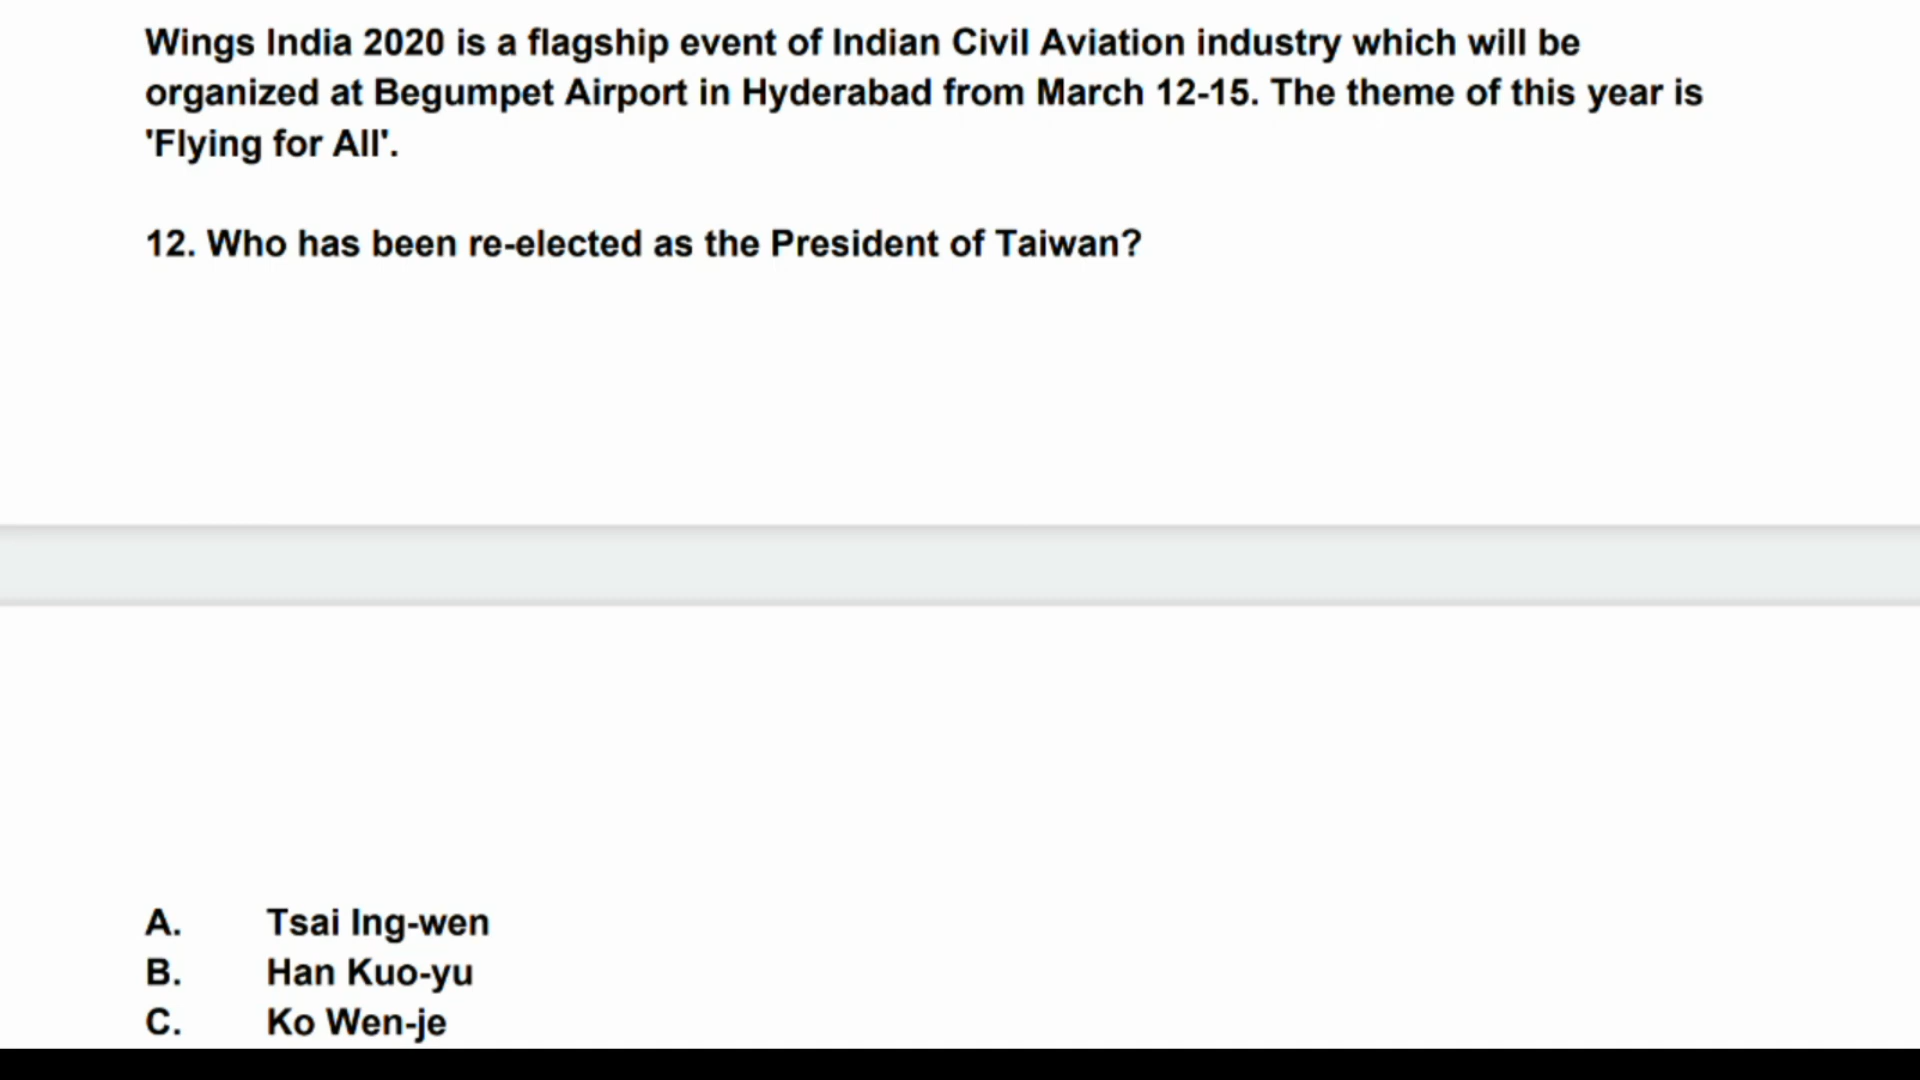 Wings India 2020 is a flagship event of Indian Civil Aviation industry which will be
organized at Begumpet Airport in Hyderabad from March 12-15. The theme of this year is
'Flying for All'.
12. Who has been re-elected as the President of Taiwan?
A. Tsai Ing-wen
B. Han Kuo-yu
C. Ko Wen-je